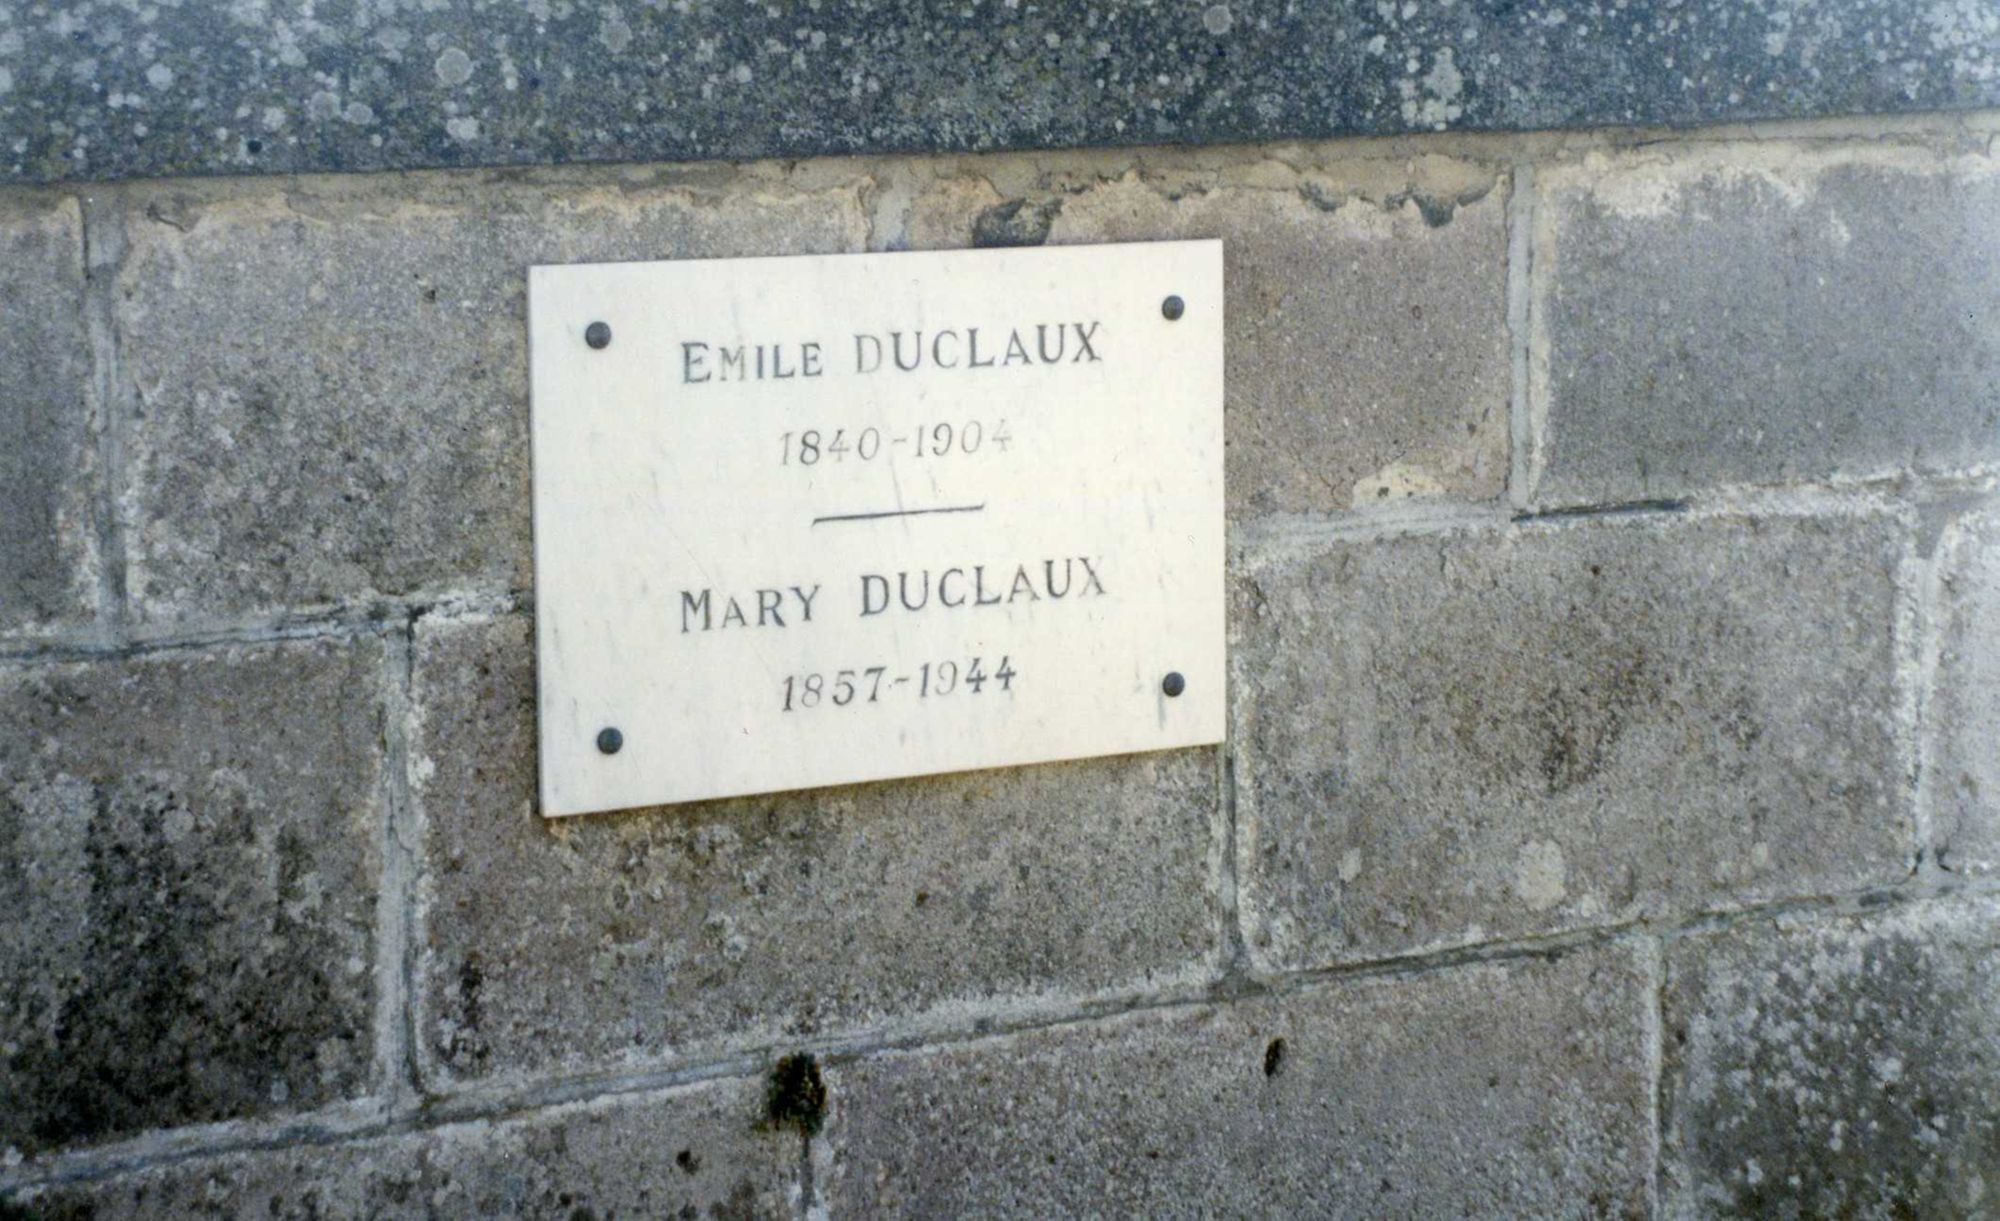 EMILE DUCLAUX
1840-1904
MARY DUCLAUX
1857-1944